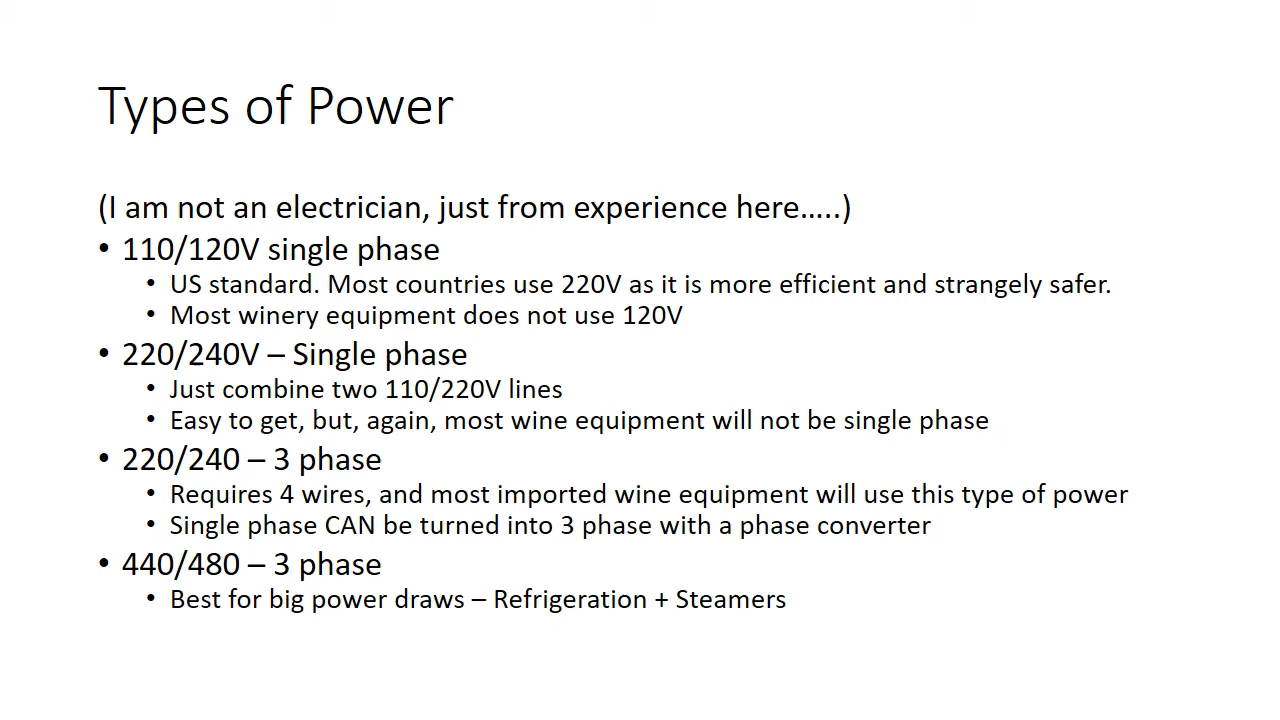 Types of Power
(I am not an electrician, just from experience here…..)
• 110/120V single phase
• US standard. Most countries use 220V as it is more efficient and strangely safer.
• Most winery equipment does not use 120V
• 220/240V – Single phase
• Just combine two 110/220V lines
• Easy to get, but, again, most wine equipment will not be single phase
• 220/240 – 3 phase
• Requires 4 wires, and most imported wine equipment will use this type of power
• Single phase CAN be turned into 3 phase with a phase converter
• 440/480 – 3 phase
• Best for big power draws – Refrigeration + Steamers